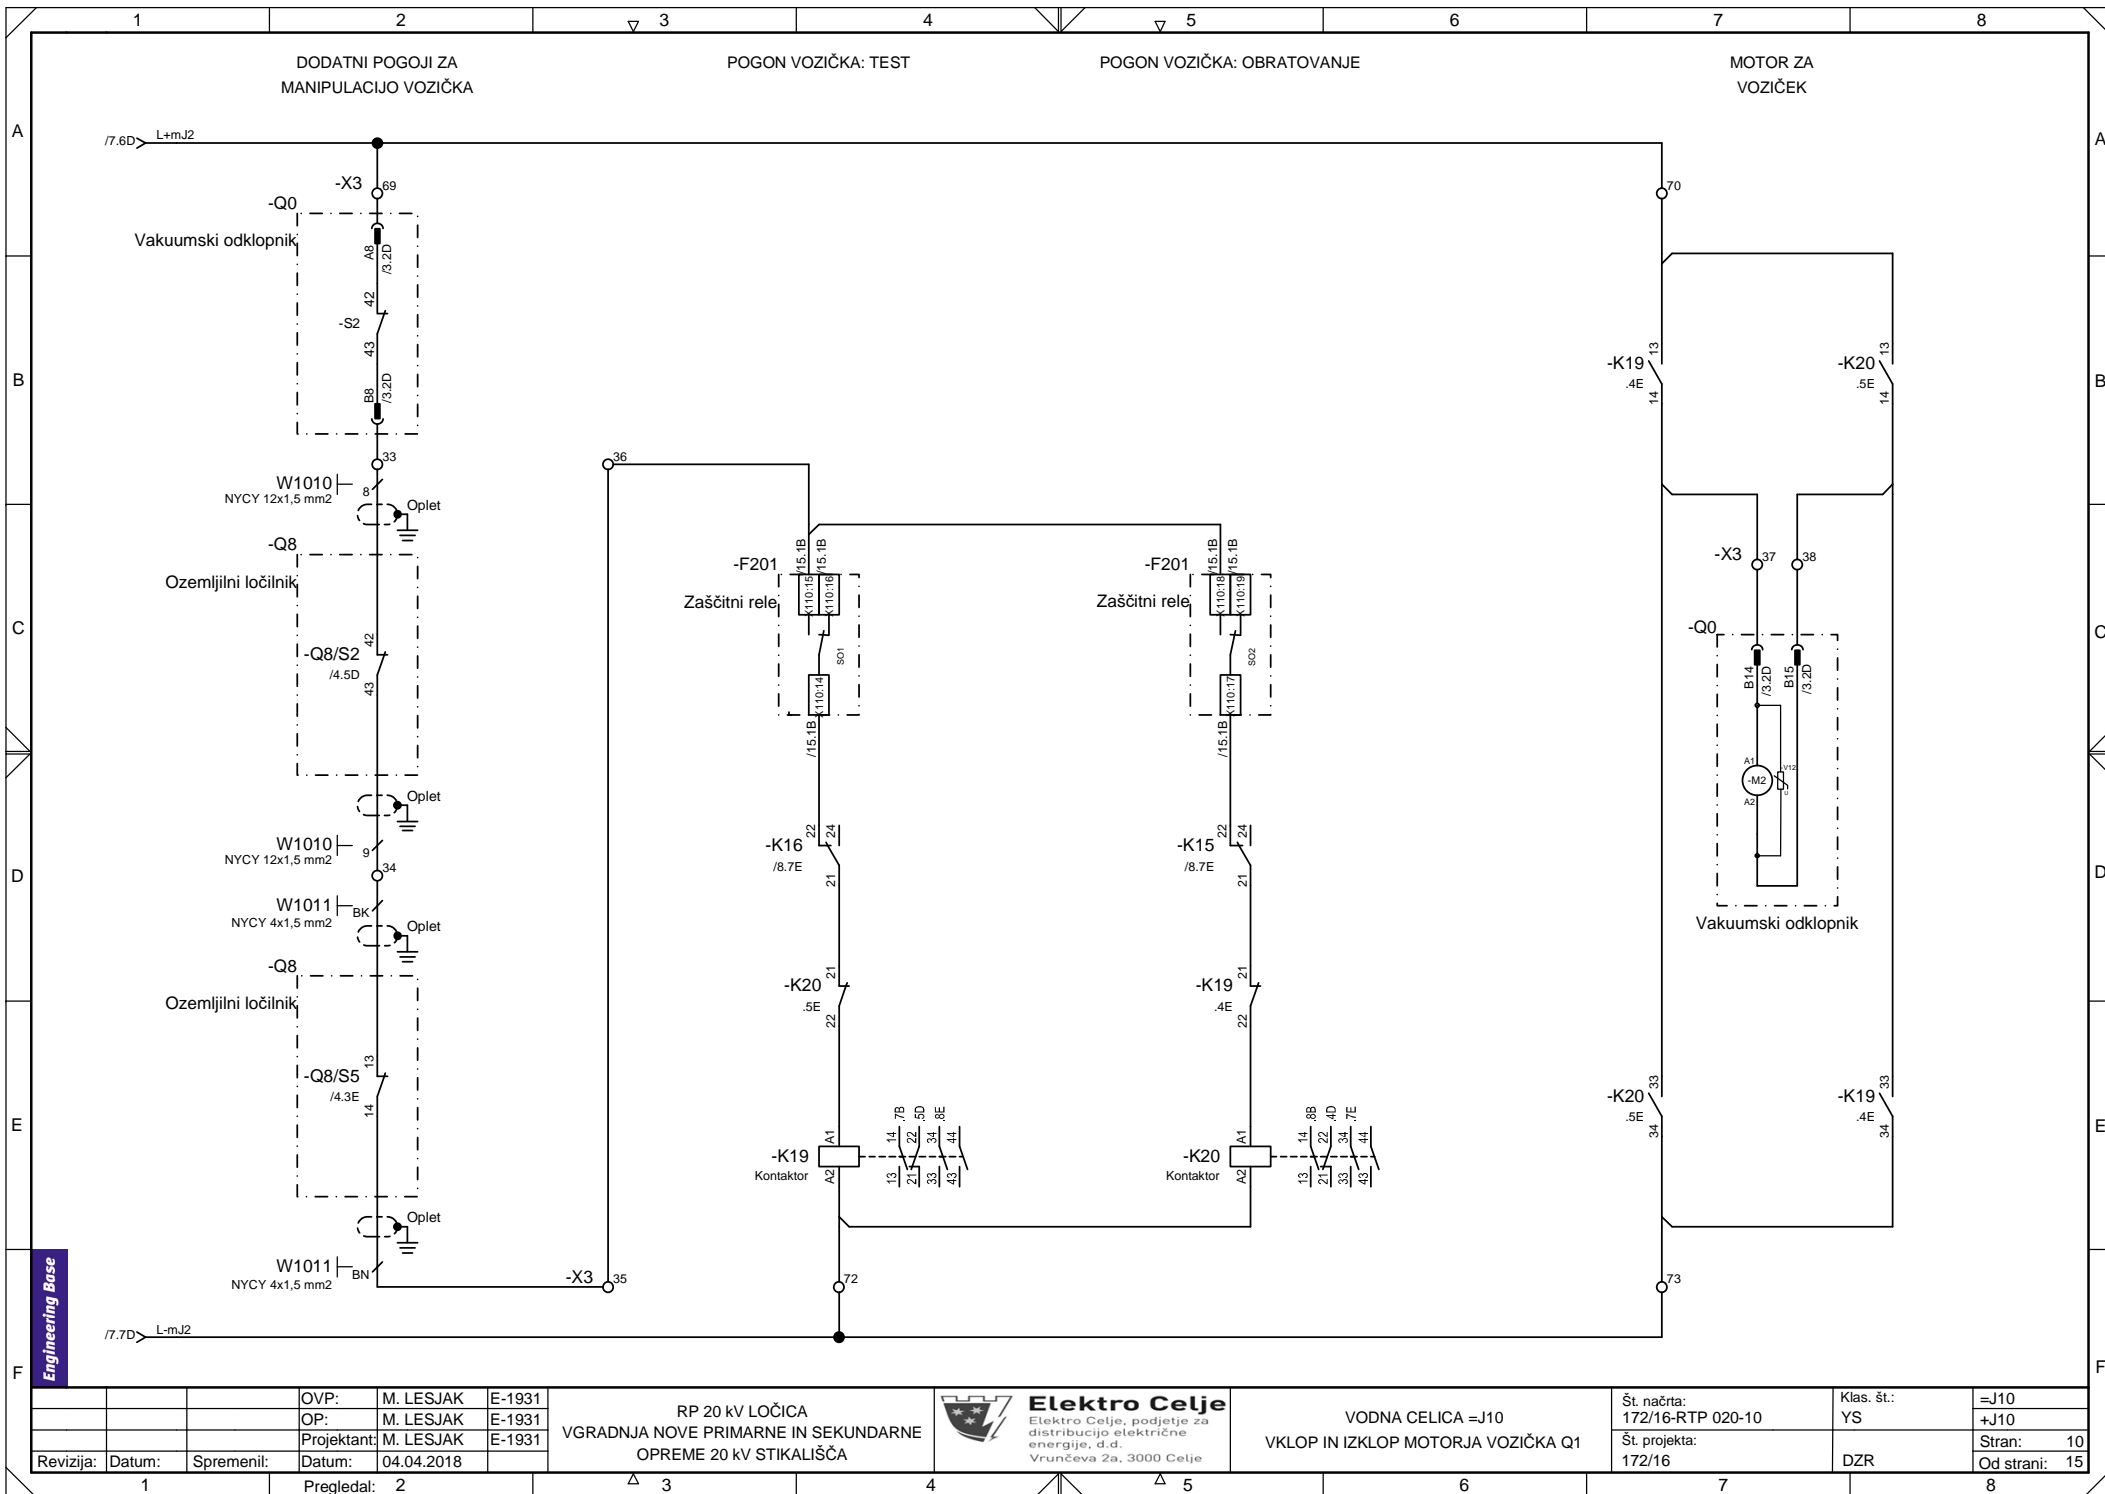 1 2 3 4 5 6 7 8
DODATNI POGOJI ZA
MANIPULACIJO VOZIČKA
POGON VOZIČKA: TEST
POGON VOZIČKA: OBRATOVANJE
MOTOR ZA
VOZIČEK
A
A
/7.6D
L+mJ2
-X3
69
70
-Q0
Vakuumski odklopnik
A8
/3.2D
42
-S2
43
B8
/3.2D
B
B
-K19
.4E
13
14
-K20
.5E
13
14
33
36
W1010
NYCY 12x1,5 mm2
8
Oplet
-Q8
Ozemljilni ločilnik
42
-Q8/S2
/4.5D
43
C
C
-F201
Zaščitni rele
/15.1B
/15.1B
X110:15
X110:16
SO1
X110:14
/15.1B
-F201
Zaščitni rele
/15.1B
/15.1B
X110:18
X110:19
SO2
X110:17
/15.1B
-X3
37
38
-Q0
B14
/3.2D
B15
/3.2D
A1
-M2
A2
-V12
U
Vakuumski odklopnik
Oplet
W1010
NYCY 12x1,5 mm2
9
34
D
D
-K16
/8.7E
22
24
21
-K15
/8.7E
22
24
21
W1011
NYCY 4x1,5 mm2
BK
Oplet
-Q8
Ozemljilni ločilnik
-K20
.5E
21
22
-K19
.4E
21
22
13
-Q8/S5
/4.3E
14
E
E
-K19
Kontaktor
A1
A2
14
22
34
44
.7B
.5D
.8E
13
21
33
43
-K20
Kontaktor
A1
A2
14
22
34
44
.8B
.4D
.7E
13
21
33
43
-K20
.5E
33
34
-K19
.4E
33
34
Oplet
W1011
NYCY 4x1,5 mm2
BN
-X3
35
72
73
/7.7D
L-mJ2
Engineering Base
F
F
OVP: M. LESJAK E-1931
OP: M. LESJAK E-1931
Projektant: M. LESJAK E-1931
Revizija: Datum: Spremenil: Datum: 04.04.2018
RP 20 kV LOČICA
VGRADNJA NOVE PRIMARNE IN SEKUNDARNE
OPREME 20 kV STIKALIŠČA
Elektro Celje
Elektro Celje, podjetje za
distribucijo električne
energije, d.d.
Vrunčeva 2a, 3000 Celje
VODNA CELICA =J10
VKLOP IN IZKLOP MOTORJA VOZIČKA Q1
Št. načrta:
172/16-RTP 020-10
Št. projekta:
172/16
Klas. št.:
YS
DZR
=J10
+J10
Stran: 10
Od strani: 15
Pregledal:
1 2 3 4 5 6 7 8